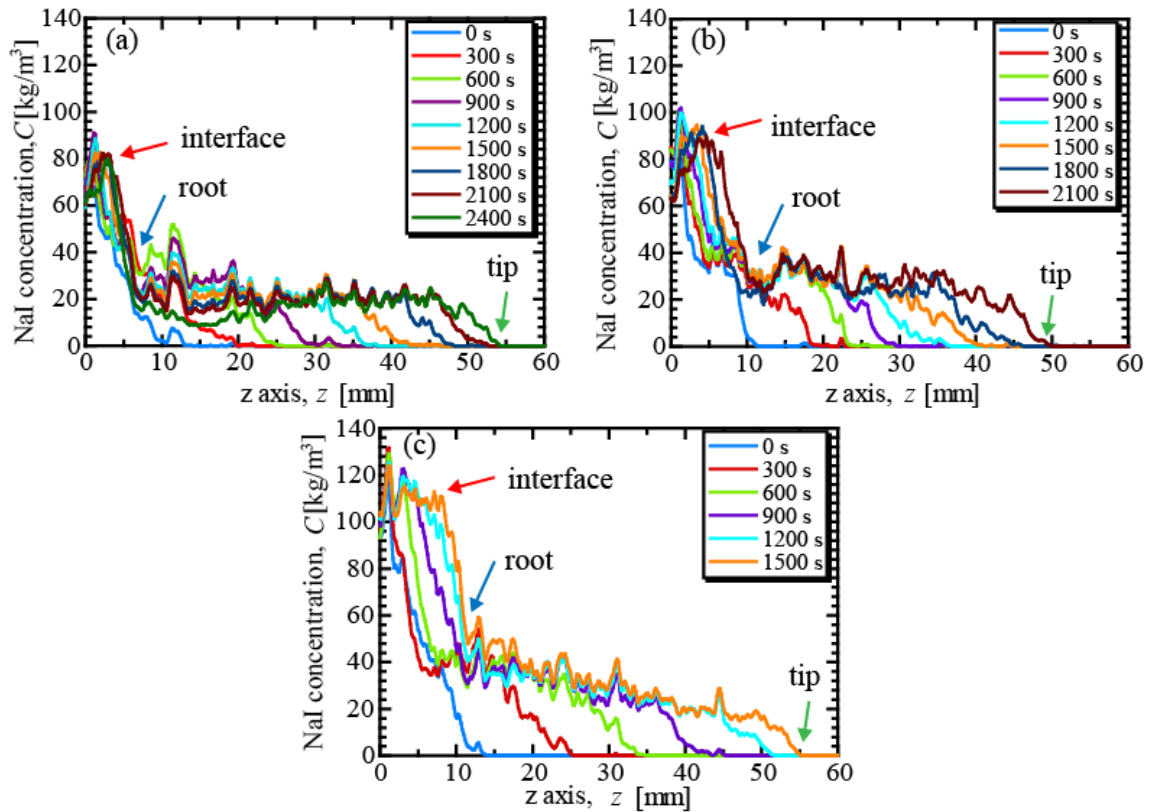 (a)
NaI concentration, C [kg/m³]
140
120
100
80
60
40
20
0
0 s
300 s
600 s
900 s
1200 s
1500 s
1800 s
2100 s
2400 s
interface
root
tip
0 10 20 30 40 50 60
z axis, z [mm]
(b)
NaI concentration, C [kg/m³]
140
120
100
80
60
40
20
0
0 s
300 s
600 s
900 s
1200 s
1500 s
1800 s
2100 s
interface
root
tip
0 10 20 30 40 50 60
z axis, z [mm]
(c)
NaI concentration, C [kg/m³]
140
120
100
80
60
40
20
0
0 s
300 s
600 s
900 s
1200 s
1500 s
interface
root
tip
0 10 20 30 40 50 60
z axis, z [mm]